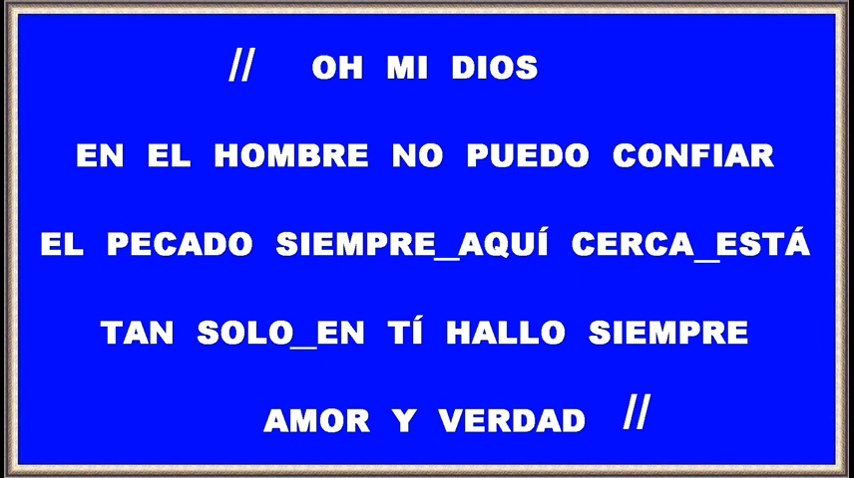 // OH MI DIOS
EN EL HOMBRE NO PUEDO CONFIAR
EL PECADO SIEMPRE_AQUÍ CERCA_ESTÁ
TAN SOLO_EN TÍ HALLO SIEMPRE
AMOR Y VERDAD //